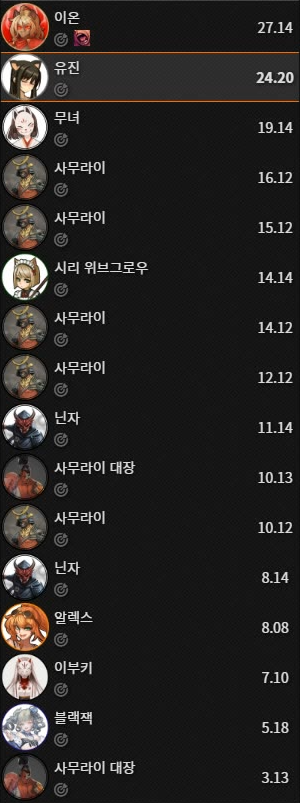 이온
27.14
유진
24.20
무녀
19.14
사무라이
16.12
사무라이
15.12
시리 위브그로우
14.14
사무라이
14.12
사무라이
12.12
닌자
11.14
사무라이 대장
10.13
사무라이
10.12
닌자
8.14
알렉스
8.08
이부키
7.10
블랙잭
5.18
사무라이 대장
3.13